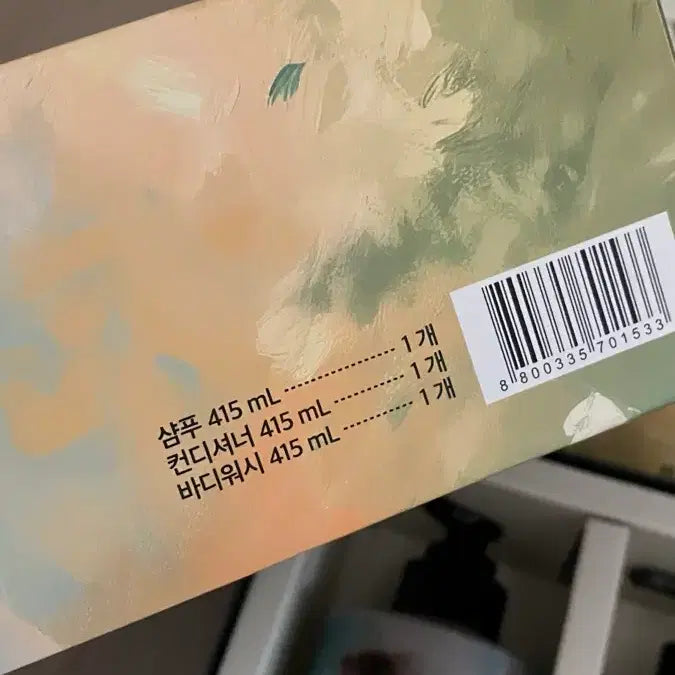 샴푸 415 mL -------------- 1 개
컨디셔너 415 mL --------- 1 개
바디워시 415 mL --------- 1 개
8 800335 701533